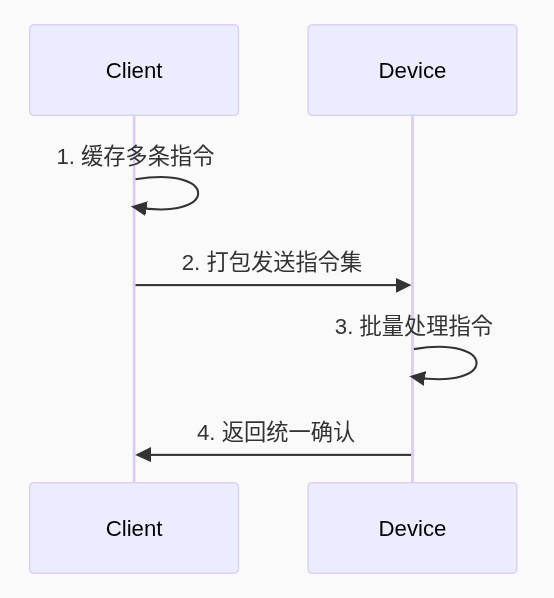 Client
Device
1. 缓存多条指令
2. 打包发送指令集
3. 批量处理指令
4. 返回统一确认
Client
Device